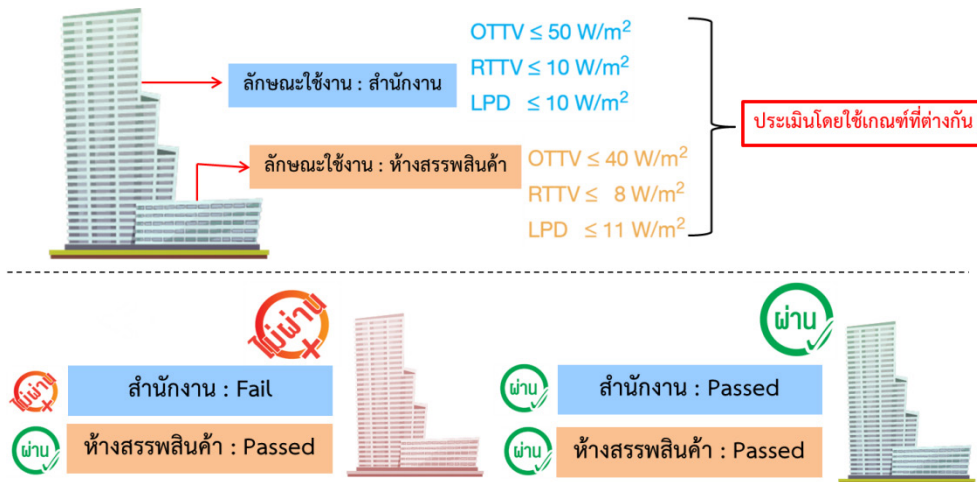 OTTV ≤ 50 W/m²
RTTV ≤ 10 W/m²
LPD ≤ 10 W/m²
ลักษณะใช้งาน : สำนักงาน
ประเมินโดยใช้เกณฑ์ที่ต่างกัน
ลักษณะใช้งาน : ห้างสรรพสินค้า
OTTV ≤ 40 W/m²
RTTV ≤ 8 W/m²
LPD ≤ 11 W/m²
ไม่ผ่าน
ไม่ผ่าน
สำนักงาน : Fail
ผ่าน
ห้างสรรพสินค้า : Passed
ผ่าน
ผ่าน
สำนักงาน : Passed
ผ่าน
ห้างสรรพสินค้า : Passed